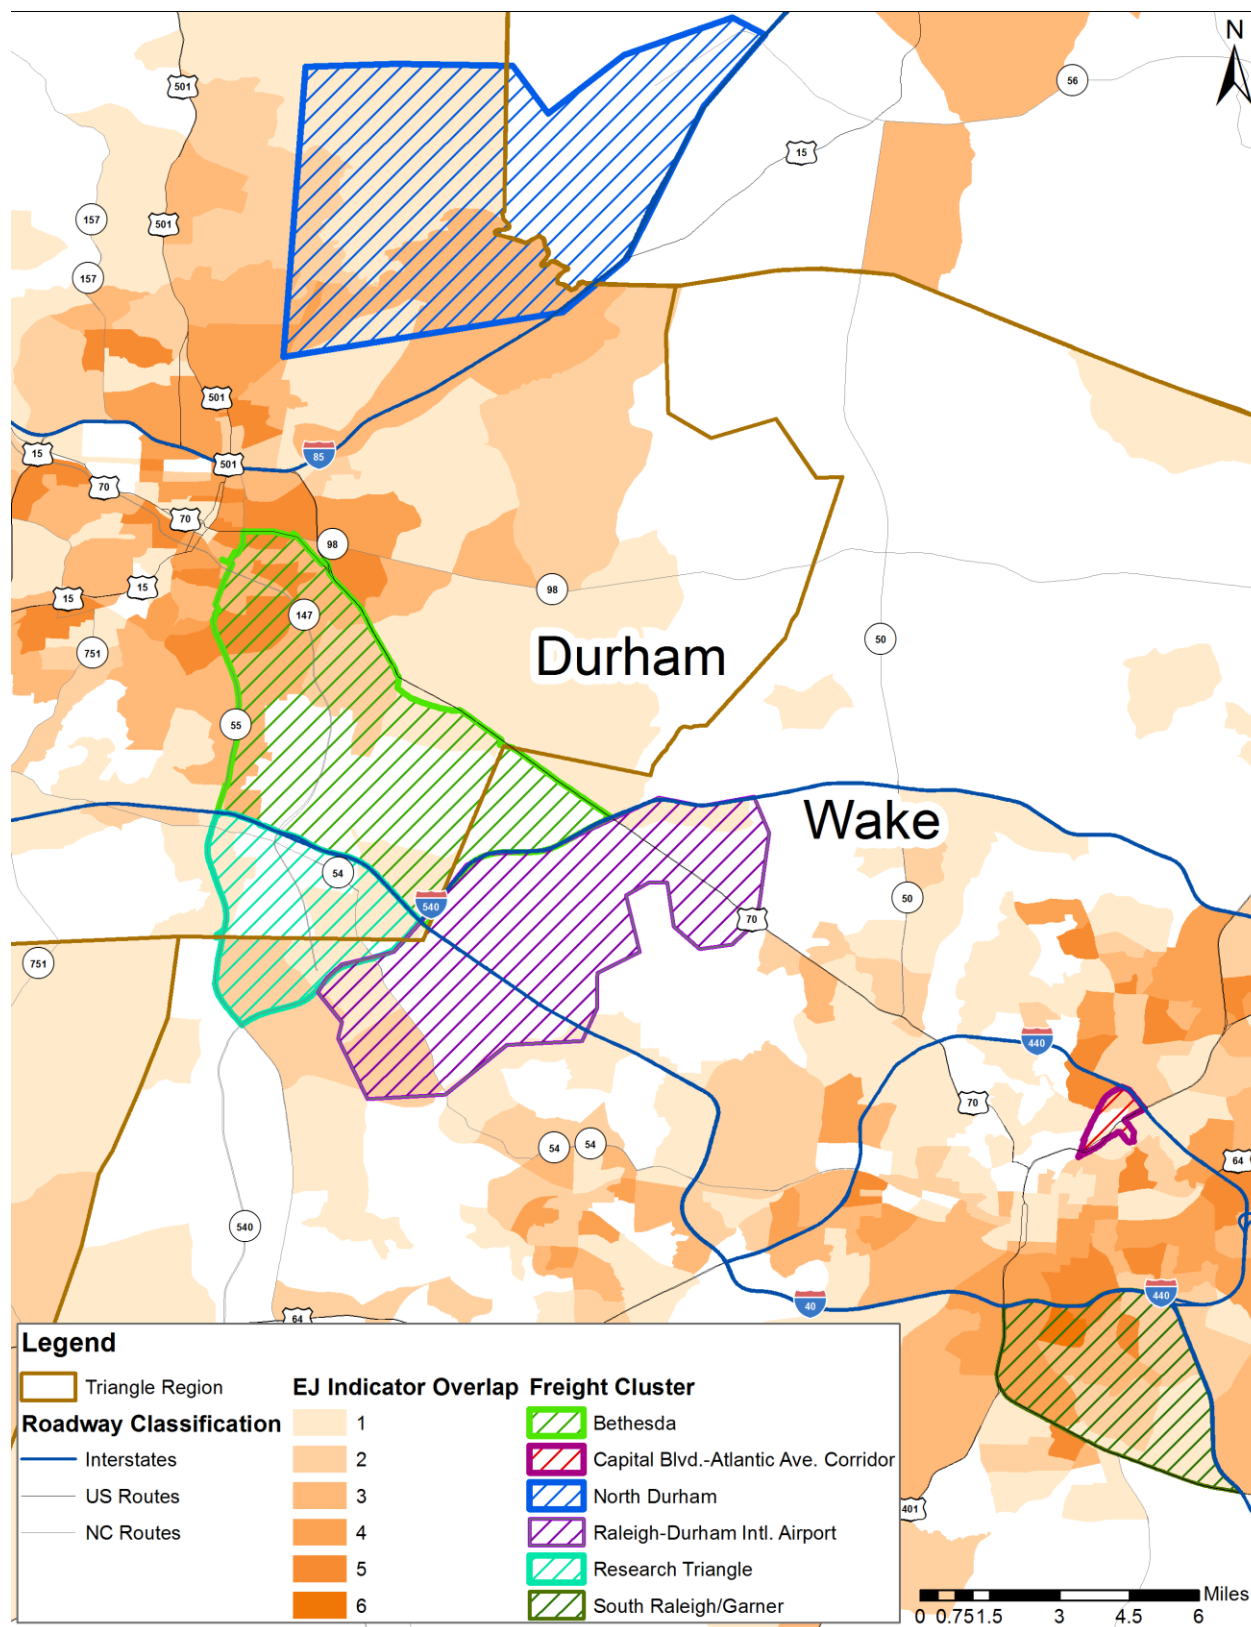 N
501
56
15
157
501
157
501
15
501
85
70
70
98
15
98
15
147
50
751
Durham
55
Wake
54
50
540
70
751
440
70
54
54
64
540
440
40
64
401
Legend
Triangle Region
Roadway Classification
Interstates
US Routes
NC Routes
EJ Indicator Overlap
1
2
3
4
5
6
Freight Cluster
Bethesda
Capital Blvd.-Atlantic Ave. Corridor
North Durham
Raleigh-Durham Intl. Airport
Research Triangle
South Raleigh/Garner
Miles
0 0.75 1.5 3 4.5 6